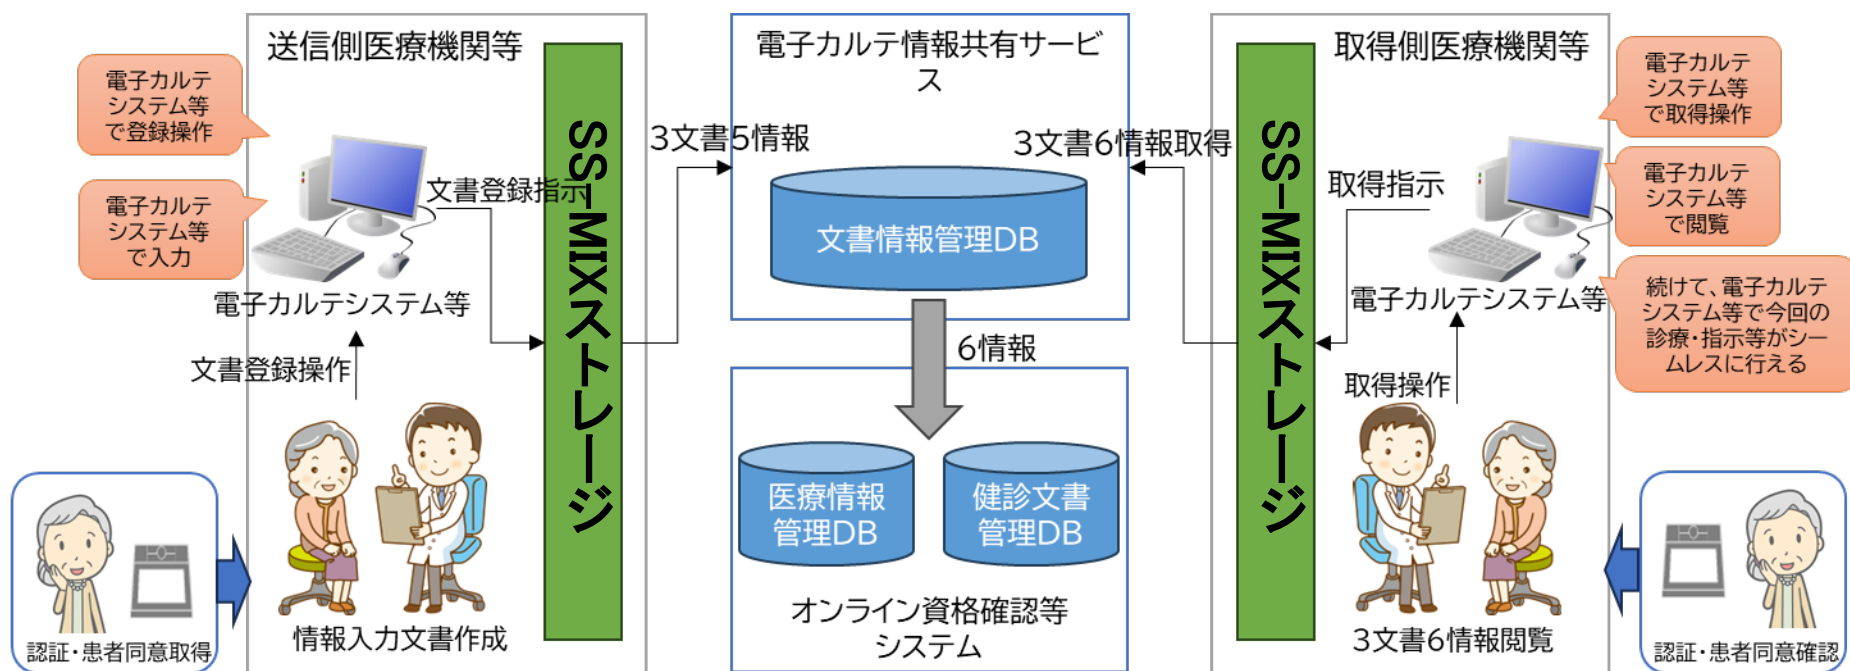 送信側医療機関等
電子カルテ
システム等
で登録操作
電子カルテ
システム等
で入力
文書登録指示
電子カルテシステム等
文書登録操作
情報入力文書作成
認証・患者同意取得
SS-MIXストレージ
3文書5情報
電子カルテ情報共有サービ
ス
文書情報管理DB
6情報
医療情報
管理DB
健診文書
管理DB
オンライン資格確認等
システム
3文書6情報取得
SS-MIXストレージ
取得側医療機関等
取得指示
電子カルテシステム等
取得操作
3文書6情報閲覧
電子カルテ
システム等
で取得操作
電子カルテ
システム等
で閲覧
続けて、電子カルテ
システム等で今回の
診療・指示等がシー
ムレスに行える
認証・患者同意確認